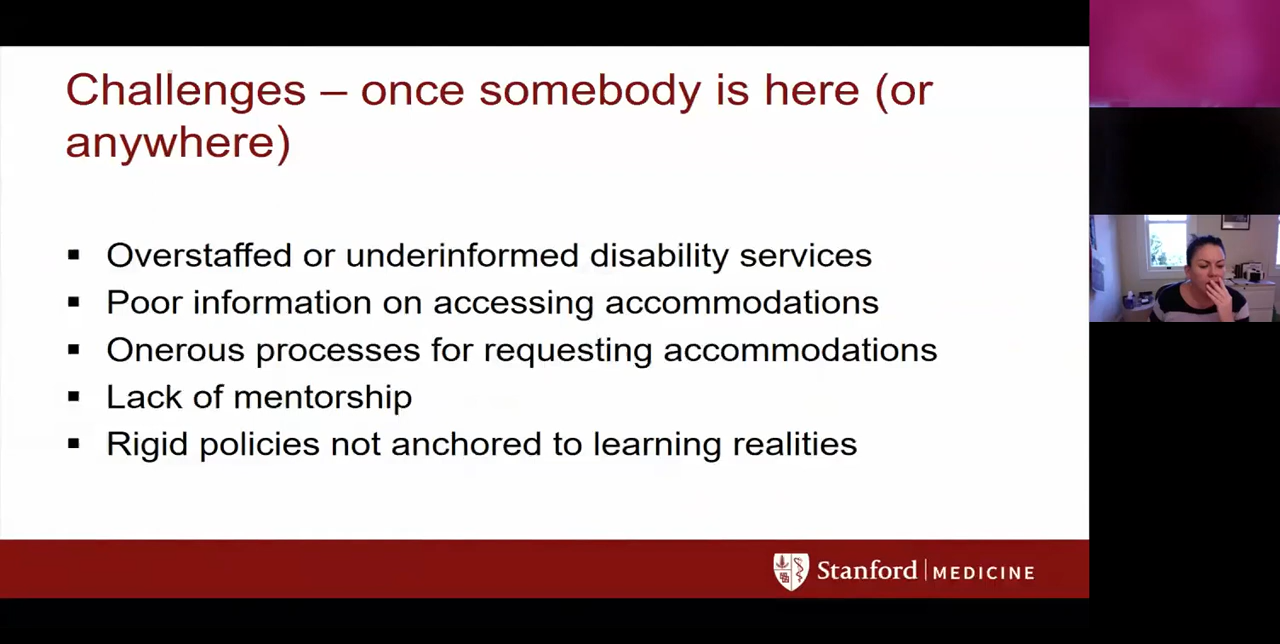 Challenges – once somebody is here (or
anywhere)
▪ Overstaffed or underinformed disability services
▪ Poor information on accessing accommodations
▪ Onerous processes for requesting accommodations
▪ Lack of mentorship
▪ Rigid policies not anchored to learning realities
Stanford | MEDICINE